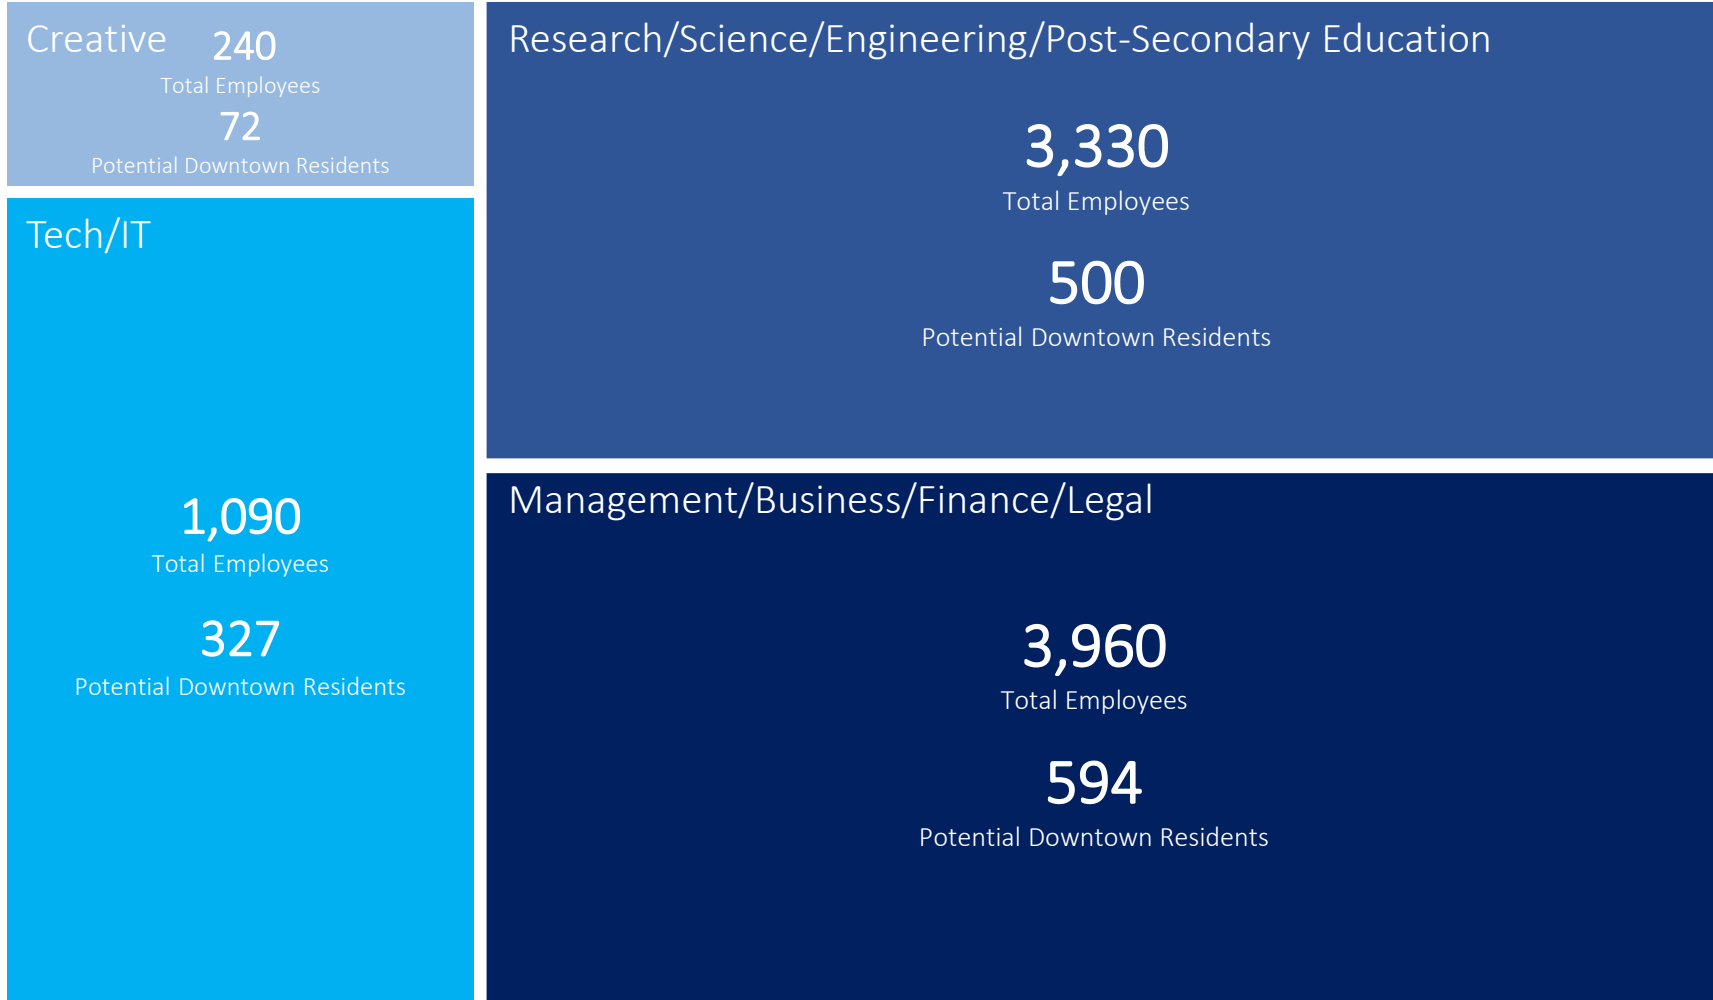 Creative
240
Total Employees
72
Potential Downtown Residents
Tech/IT
1,090
Total Employees
327
Potential Downtown Residents
Research/Science/Engineering/Post-Secondary Education
3,330
Total Employees
500
Potential Downtown Residents
Management/Business/Finance/Legal
3,960
Total Employees
594
Potential Downtown Residents